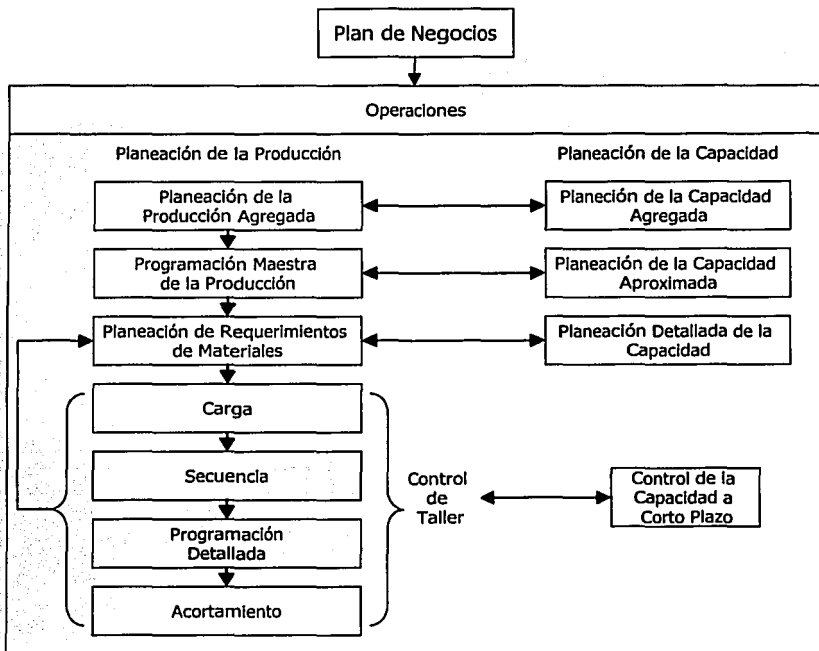 Plan de Negocios
Operaciones
Planeación de la Producción
Planeación de la Capacidad
Planeación de la
Producción Agregada
Planeción de la Capacidad
Agregada
Programación Maestra
de la Producción
Planeación de la Capacidad
Aproximada
Planeación de Requerimientos
de Materiales
Planeación Detallada de la
Capacidad
Carga
Secuencia
Control
de
Taller
Control de la
Capacidad a
Corto Plazo
Programación
Detallada
Acortamiento